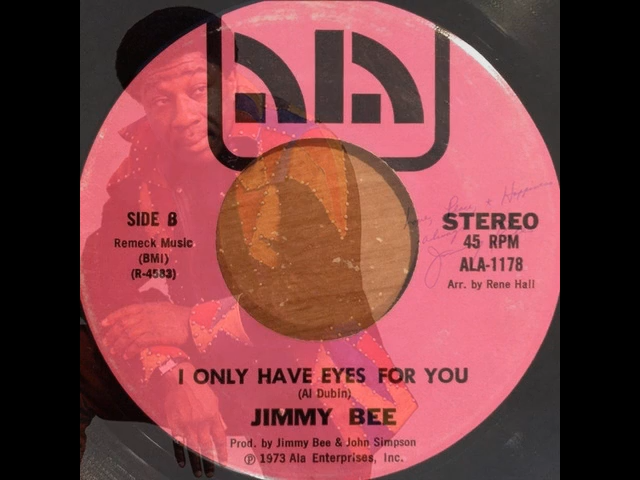 ala
SIDE B
Remeck Music
(BMI)
(R-4583)
STEREO
45 RPM
ALA-1178
Arr. by Rene Hall
I ONLY HAVE EYES FOR YOU
(Al Dubin)
JIMMY BEE
Prod. by Jimmy Bee & John Simpson
℗ 1973 Ala Enterprises, Inc.